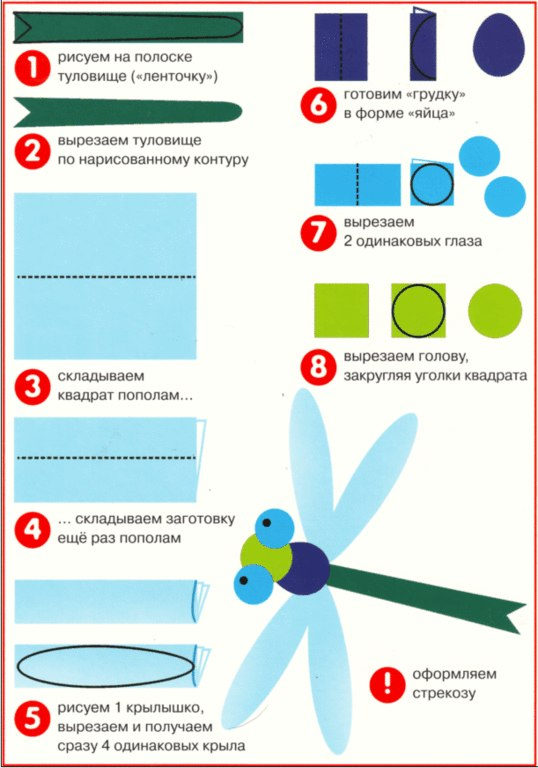 1 рисуем на полоске
туловище («ленточку»)
2 вырезаем туловище
по нарисованному контуру
3 складываем
квадрат пополам...
4 ... складываем заготовку
ещё раз пополам
5 рисуем 1 крылышко,
вырезаем и получаем
сразу 4 одинаковых крыла
6 готовим «грудку»
в форме «яйца»
7 вырезаем
2 одинаковых глаза
8 вырезаем голову,
закругляя уголки квадрата
! оформляем
стрекозу